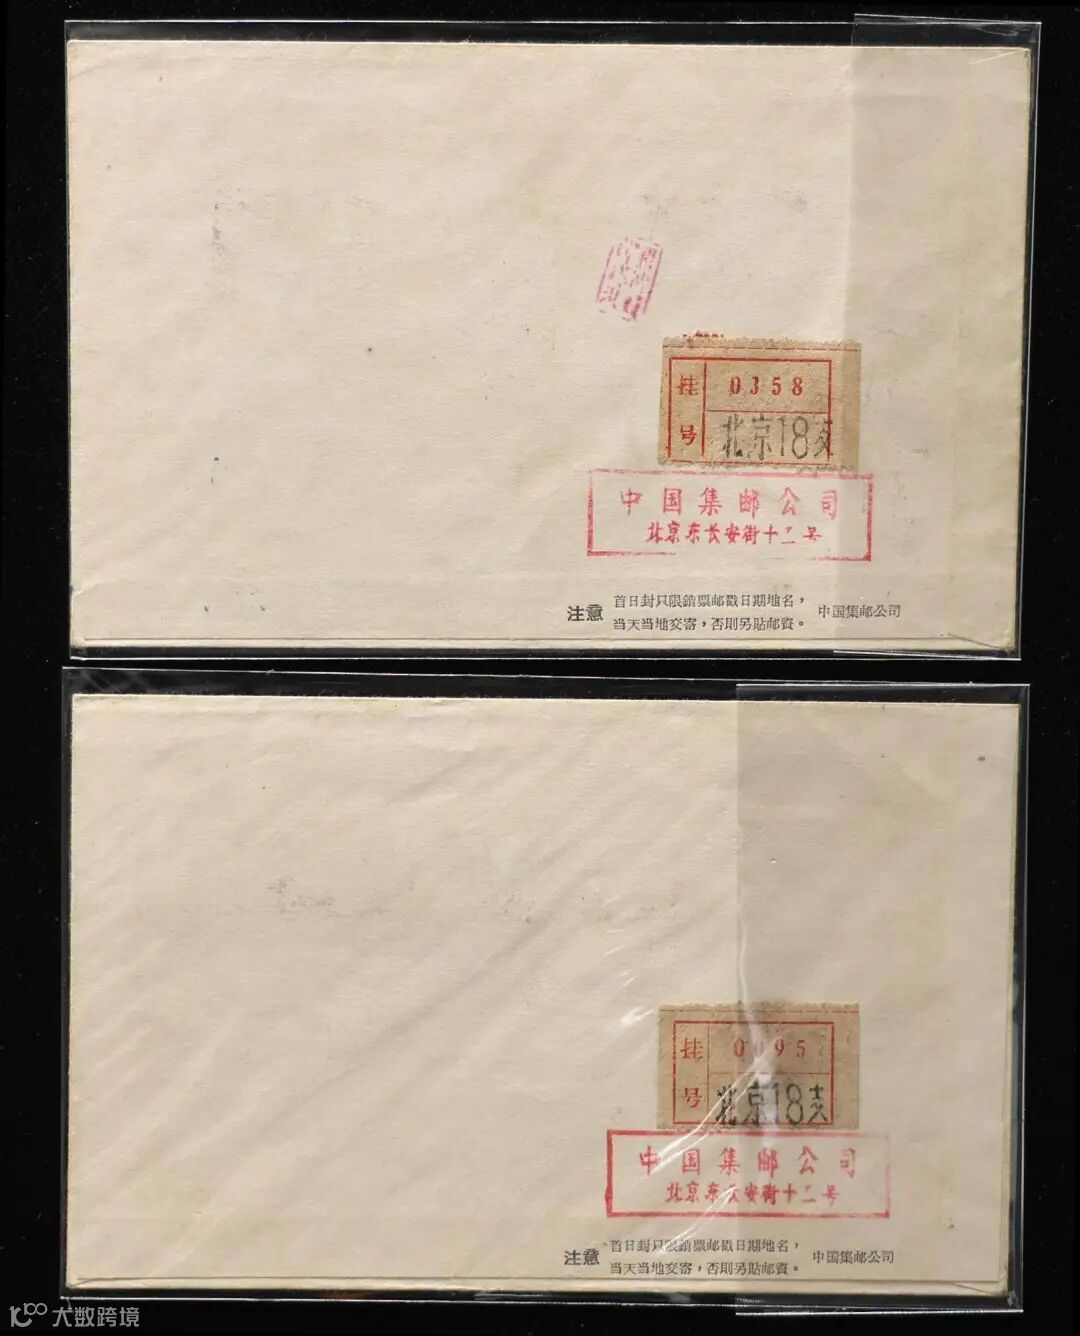 挂号
0358
北京18支
中国集邮公司
北京东长安街十二号
注意
首日封只限銷票邮戳日期地名，
当天当地交寄，否則另貼邮資。
中国集邮公司
挂号
0095
北京18支
中国集邮公司
北京东长安街十二号
注意
首日封只限銷票邮戳日期地名，
当天当地交寄，否則另貼邮資。
中国集邮公司
大数跨境